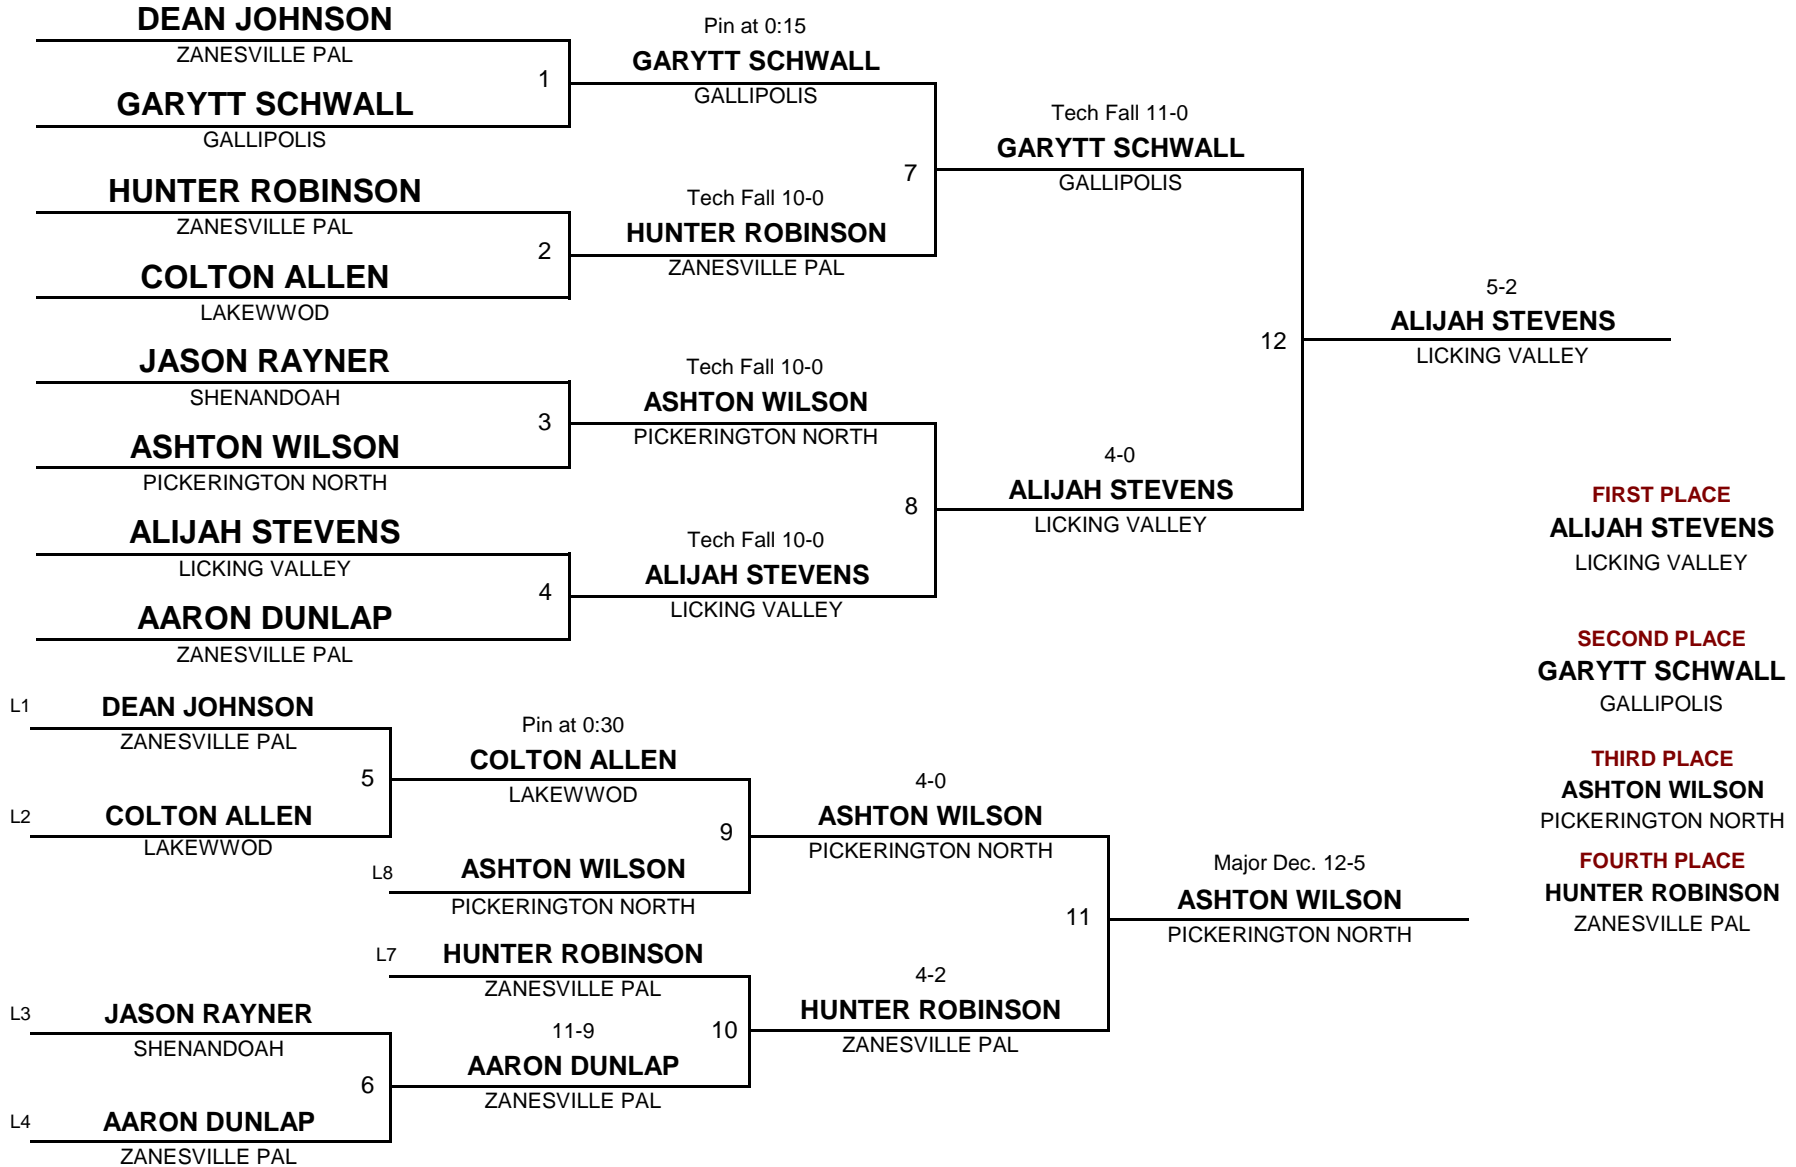 DEAN JOHNSON
ZANESVILLE PAL
1
GARYTT SCHWALL
GALLIPOLIS
HUNTER ROBINSON
ZANESVILLE PAL
2
COLTON ALLEN
LAKEWWOD
JASON RAYNER
SHENANDOAH
3
ASHTON WILSON
PICKERINGTON NORTH
ALIJAH STEVENS
LICKING VALLEY
4
AARON DUNLAP
ZANESVILLE PAL
Pin at 0:15
GARYTT SCHWALL
GALLIPOLIS
7
Tech Fall 10-0
HUNTER ROBINSON
ZANESVILLE PAL
Tech Fall 10-0
ASHTON WILSON
PICKERINGTON NORTH
8
Tech Fall 10-0
ALIJAH STEVENS
LICKING VALLEY
Tech Fall 11-0
GARYTT SCHWALL
GALLIPOLIS
12
4-0
ALIJAH STEVENS
LICKING VALLEY
5-2
ALIJAH STEVENS
LICKING VALLEY
L1 DEAN JOHNSON
ZANESVILLE PAL
5
L2 COLTON ALLEN
LAKEWWOD
L3 JASON RAYNER
SHENANDOAH
6
L4 AARON DUNLAP
ZANESVILLE PAL
Pin at 0:30
COLTON ALLEN
LAKEWWOD
9
L8 ASHTON WILSON
PICKERINGTON NORTH
L7 HUNTER ROBINSON
ZANESVILLE PAL
10
11-9
AARON DUNLAP
ZANESVILLE PAL
4-0
ASHTON WILSON
PICKERINGTON NORTH
11
4-2
HUNTER ROBINSON
ZANESVILLE PAL
Major Dec. 12-5
ASHTON WILSON
PICKERINGTON NORTH
FIRST PLACE
ALIJAH STEVENS
LICKING VALLEY
SECOND PLACE
GARYTT SCHWALL
GALLIPOLIS
THIRD PLACE
ASHTON WILSON
PICKERINGTON NORTH
FOURTH PLACE
HUNTER ROBINSON
ZANESVILLE PAL